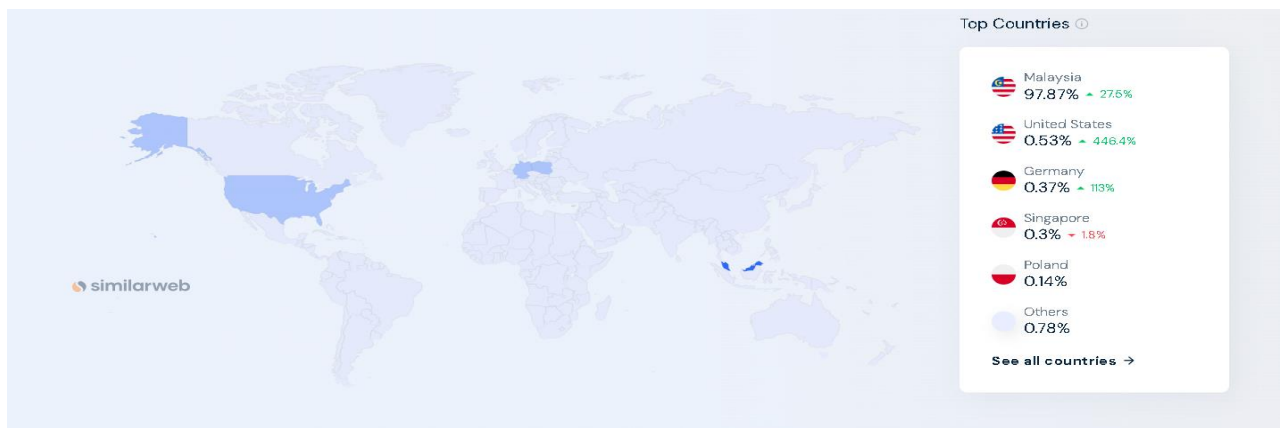 Top Countries
Malaysia
97.87% 27.5%
United States
0.53% 446.4%
Germany
0.37% 113%
Singapore
0.3% 1.8%
Poland
0.14%
Others
0.78%
See all countries →
similarweb